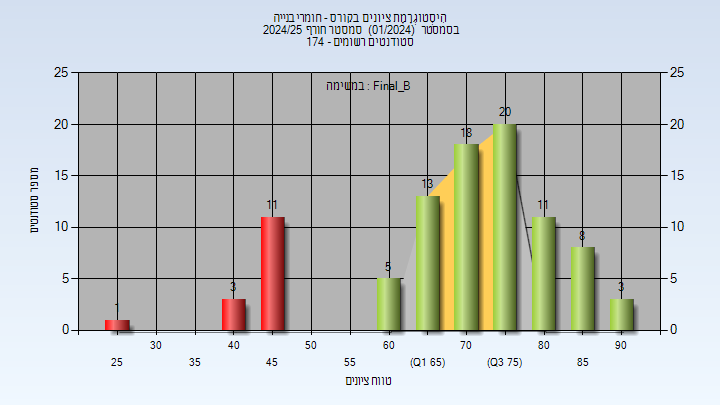 היסטוגרמת ציונים בקורס - חומרי בנייה
בסמסטר (01/2024) סמסטר חורף 2024/25
סטודנטים רשומים - 174
במשימה : Final_B
מספר סטודנטים
25 25
20 20
15 15
10 10
5 5
0 0
1 3 11 5 13 18 20 11 8 3
30 40 50 60 70 80 90
25 35 45 55 (Q1 65) (Q3 75) 85
טווח ציונים